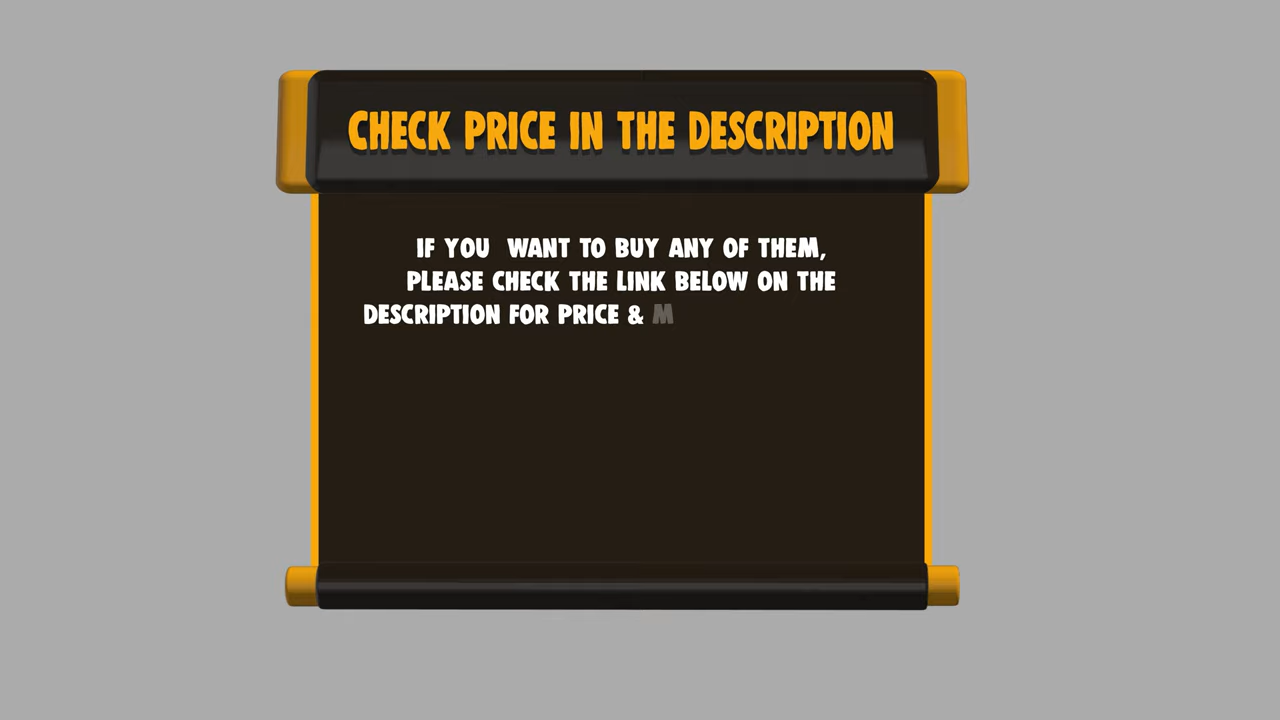 CHECK PRICE IN THE DESCRIPTION
IF YOU  WANT TO BUY ANY OF THEM,
PLEASE CHECK THE LINK BELOW ON THE
DESCRIPTION FOR PRICE & M